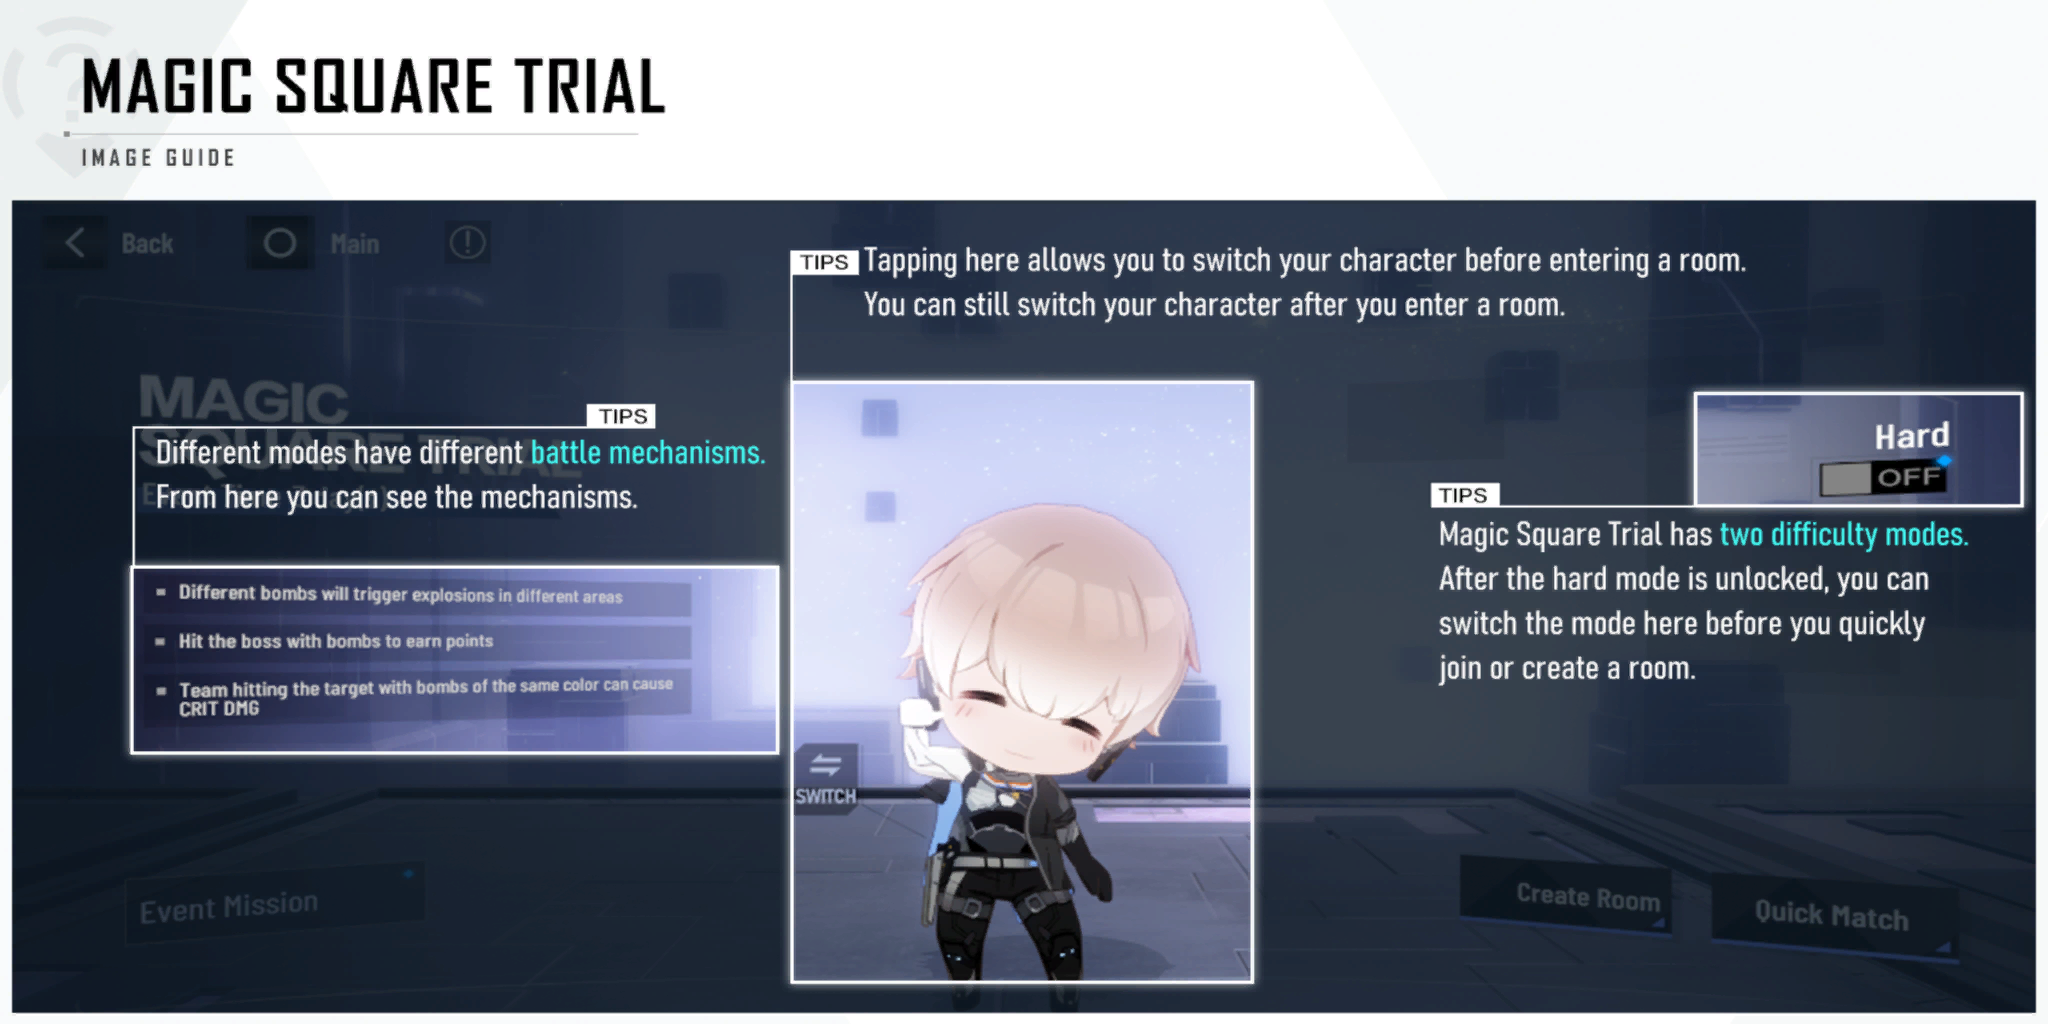 MAGIC SQUARE TRIAL
IMAGE GUIDE
Back
Main
TIPS
Tapping here allows you to switch your character before entering a room.
You can still switch your character after you enter a room.
MAGIC
SQUARE TRIAL
TIPS
Different modes have different battle mechanisms.
From here you can see the mechanisms.
Different bombs will trigger explosions in different areas
Hit the boss with bombs to earn points
Team hitting the target with bombs of the same color can cause
CRIT DMG
SWITCH
Hard
OFF
TIPS
Magic Square Trial has two difficulty modes.
After the hard mode is unlocked, you can
switch the mode here before you quickly
join or create a room.
Event Mission
Create Room
Quick Match